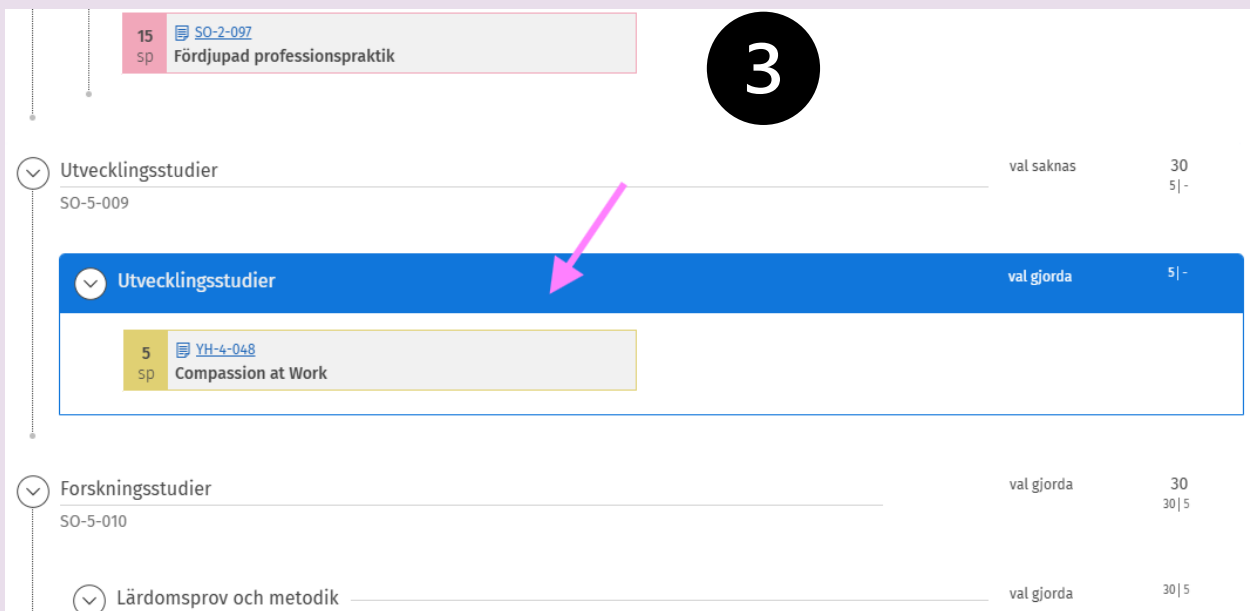 15 SO-2-097
sp Fördjupad professionspraktik
3
Utvecklingsstudier val saknas 30
5| -
SO-5-009
Utvecklingsstudier val gjorda 5| -
5 YH-4-048
sp Compassion at Work
Forskningsstudier val gjorda 30
30| 5
SO-5-010
Lärdomsprov och metodik val gjorda 30| 5